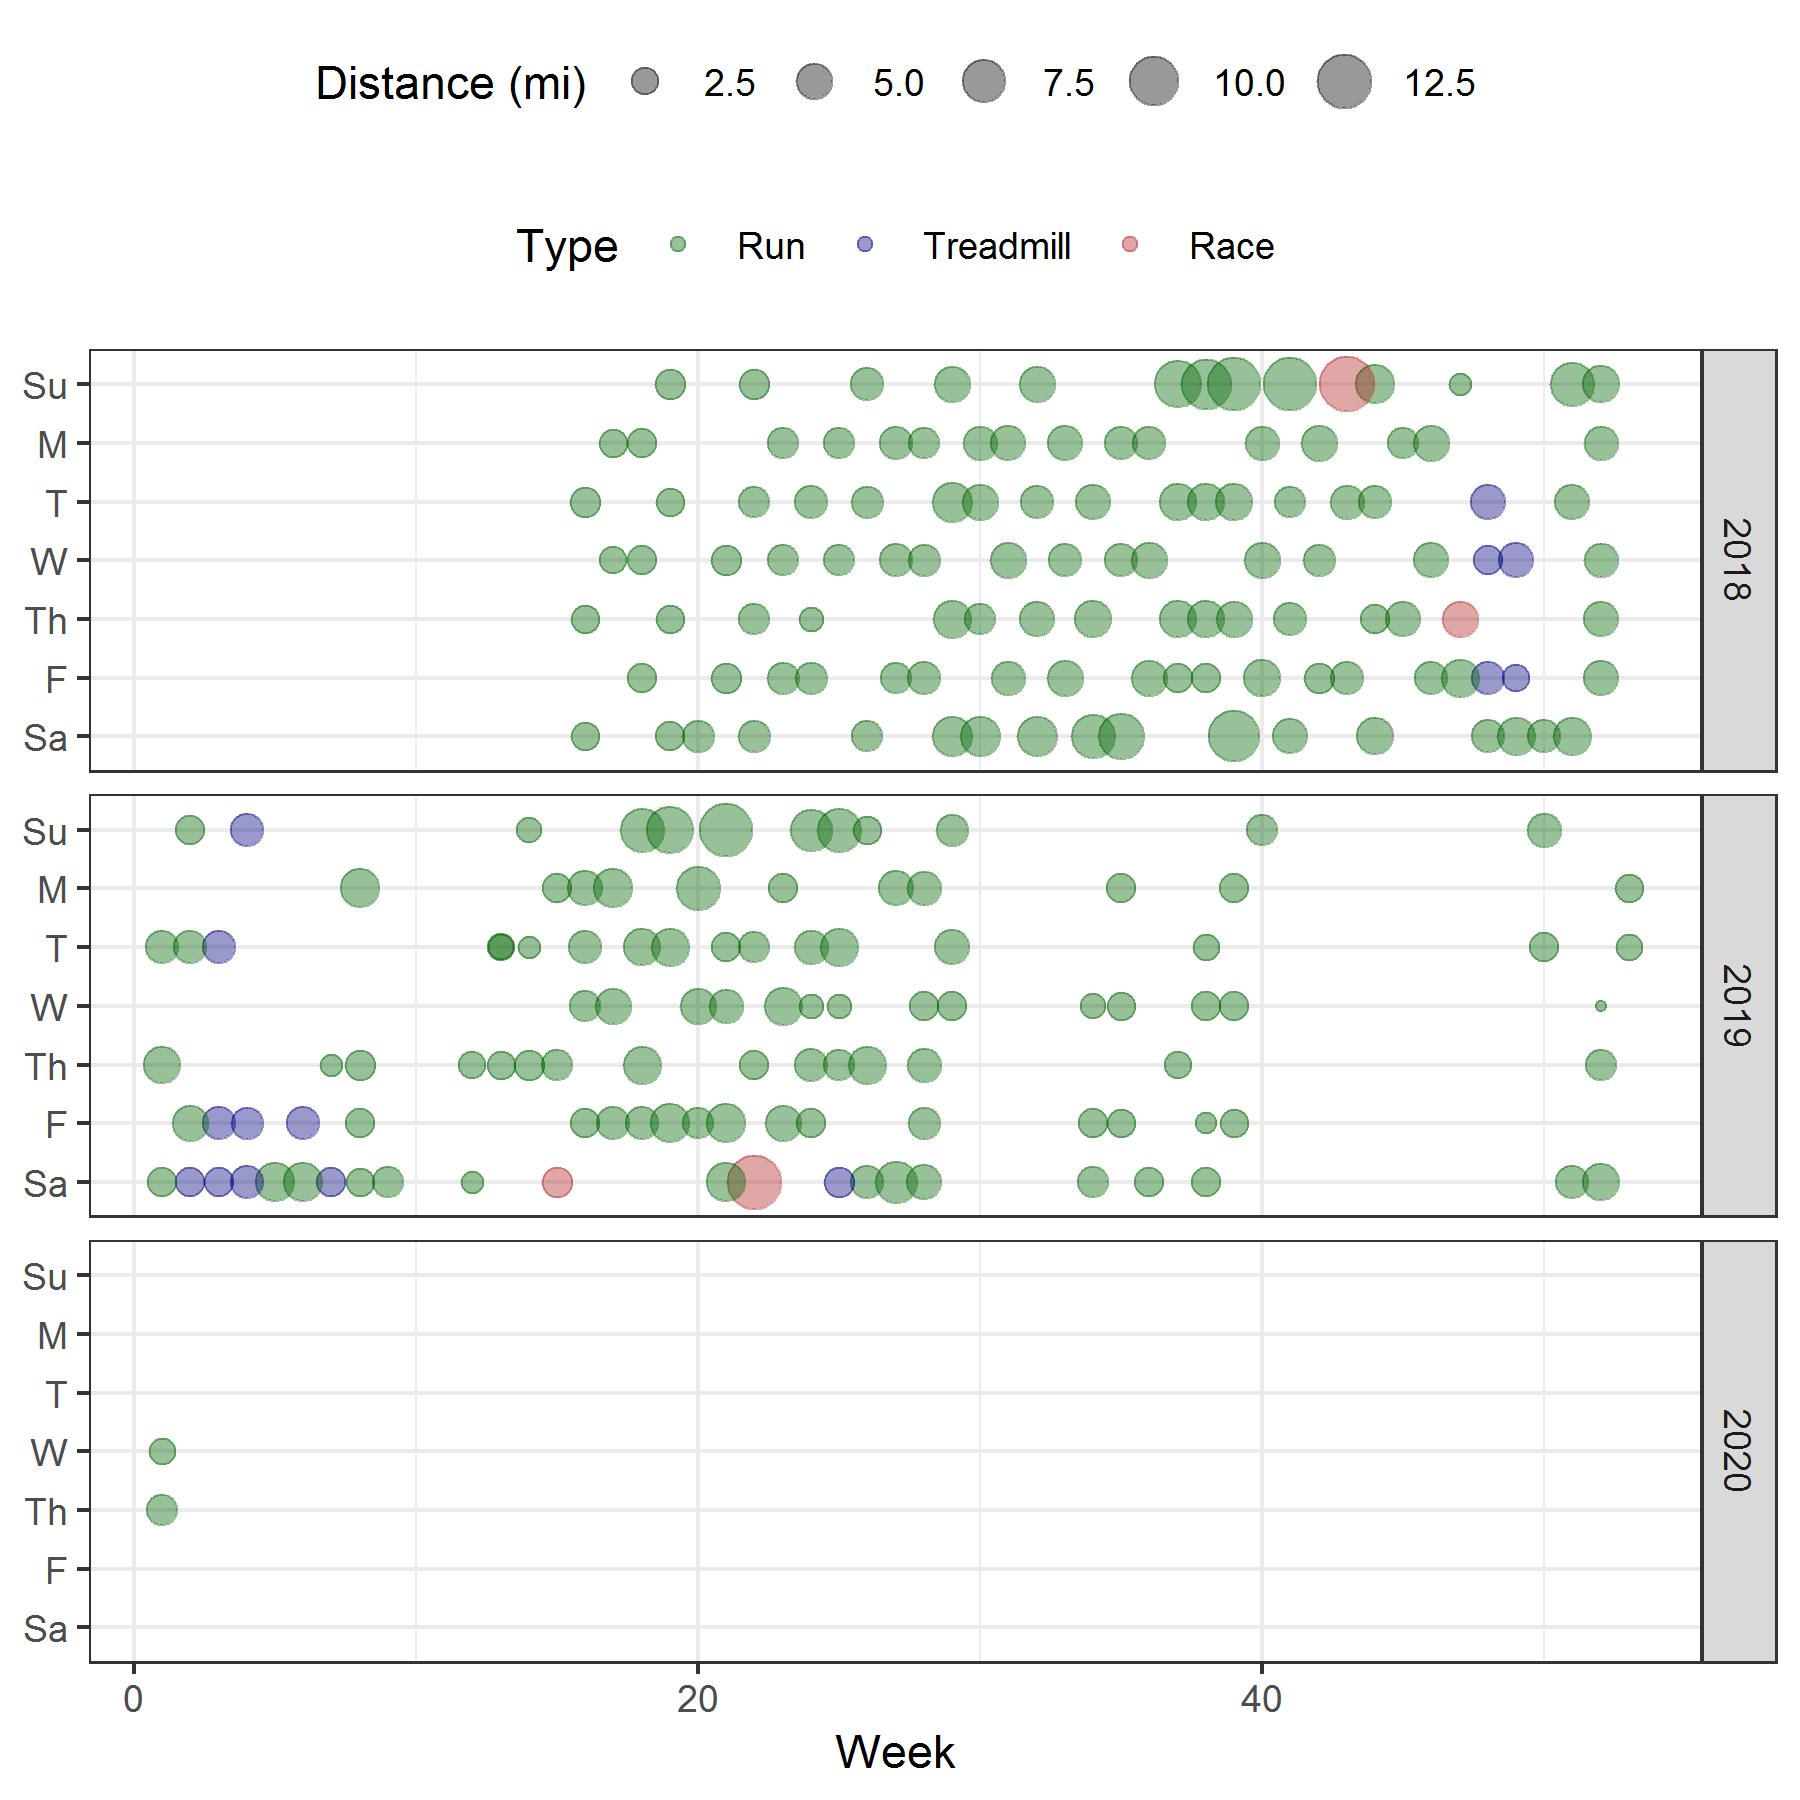 Distance (mi) 2.5 5.0 7.5 10.0 12.5
Type Run Treadmill Race
Su
M
T
W
Th
F
Sa
2018
Su
M
T
W
Th
F
Sa
2019
Su
M
T
W
Th
F
Sa
2020
0 20 40
Week